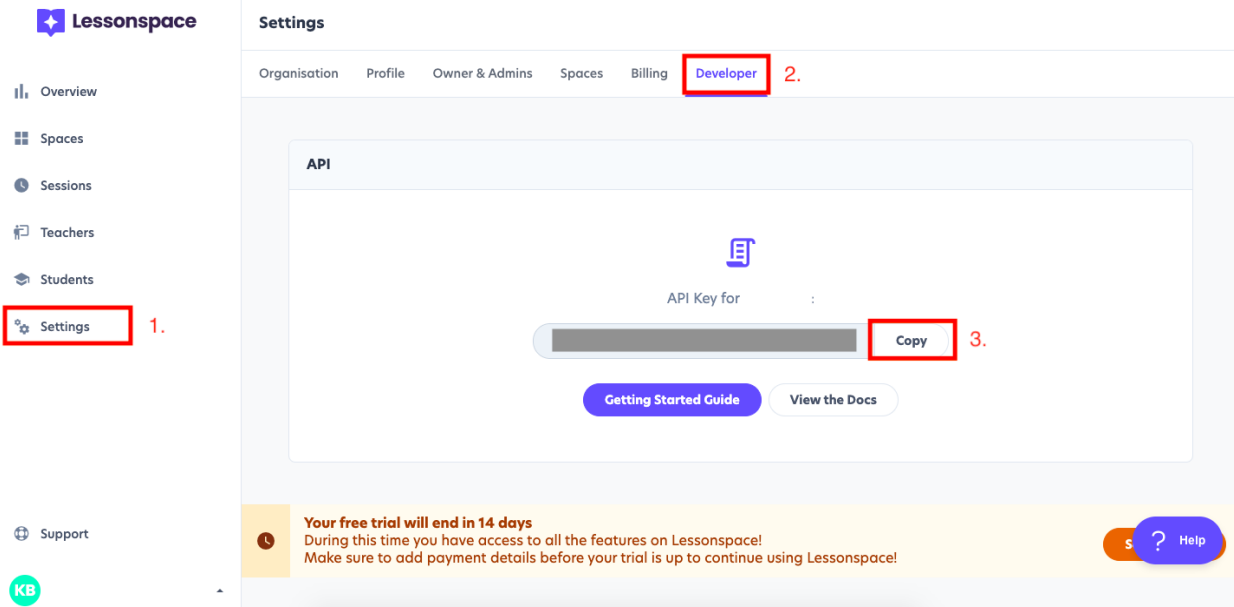 Lessonspace
Settings
Organisation Profile Owner & Admins Spaces Billing Developer 2.
Overview
Spaces
Sessions
Teachers
Students
Settings 1.
API
API Key for :
Copy 3.
Getting Started Guide View the Docs
Support
Your free trial will end in 14 days
During this time you have access to all the features on Lessonspace!
Make sure to add payment details before your trial is up to continue using Lessonspace!
? Help
KB